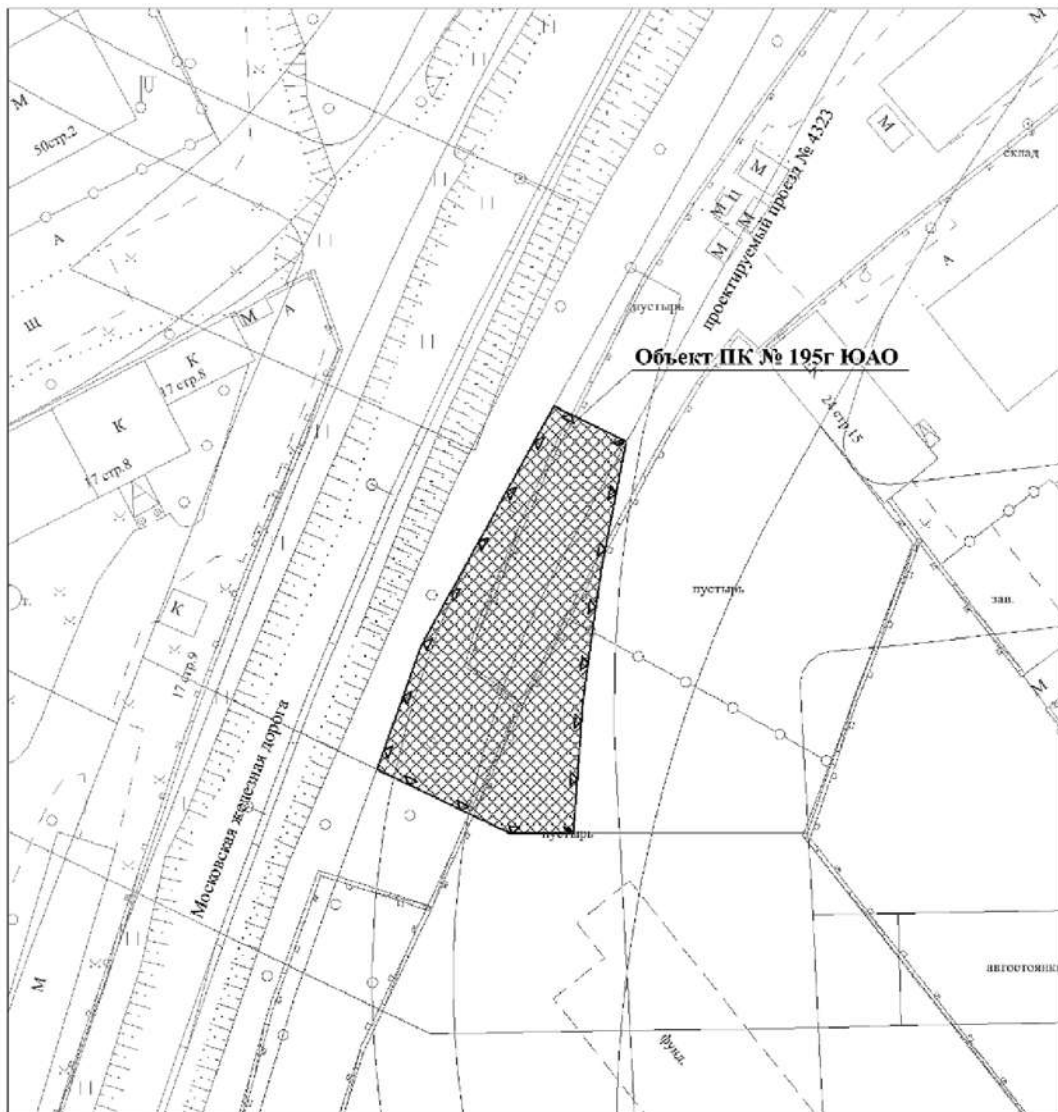 М
50стр.2
А
Щ
М
А
К
17 стр.8
К
17 стр.8
К
17 стр.9
Московская железная дорога
М
М
М
склад
М
М
М
М
проектируемый проезд № 4323
А
пустырь
Объект ПК № 195г ЮАО
24 стр.15
пустырь
зав.
М
пустырь
автостоянка
фунд.